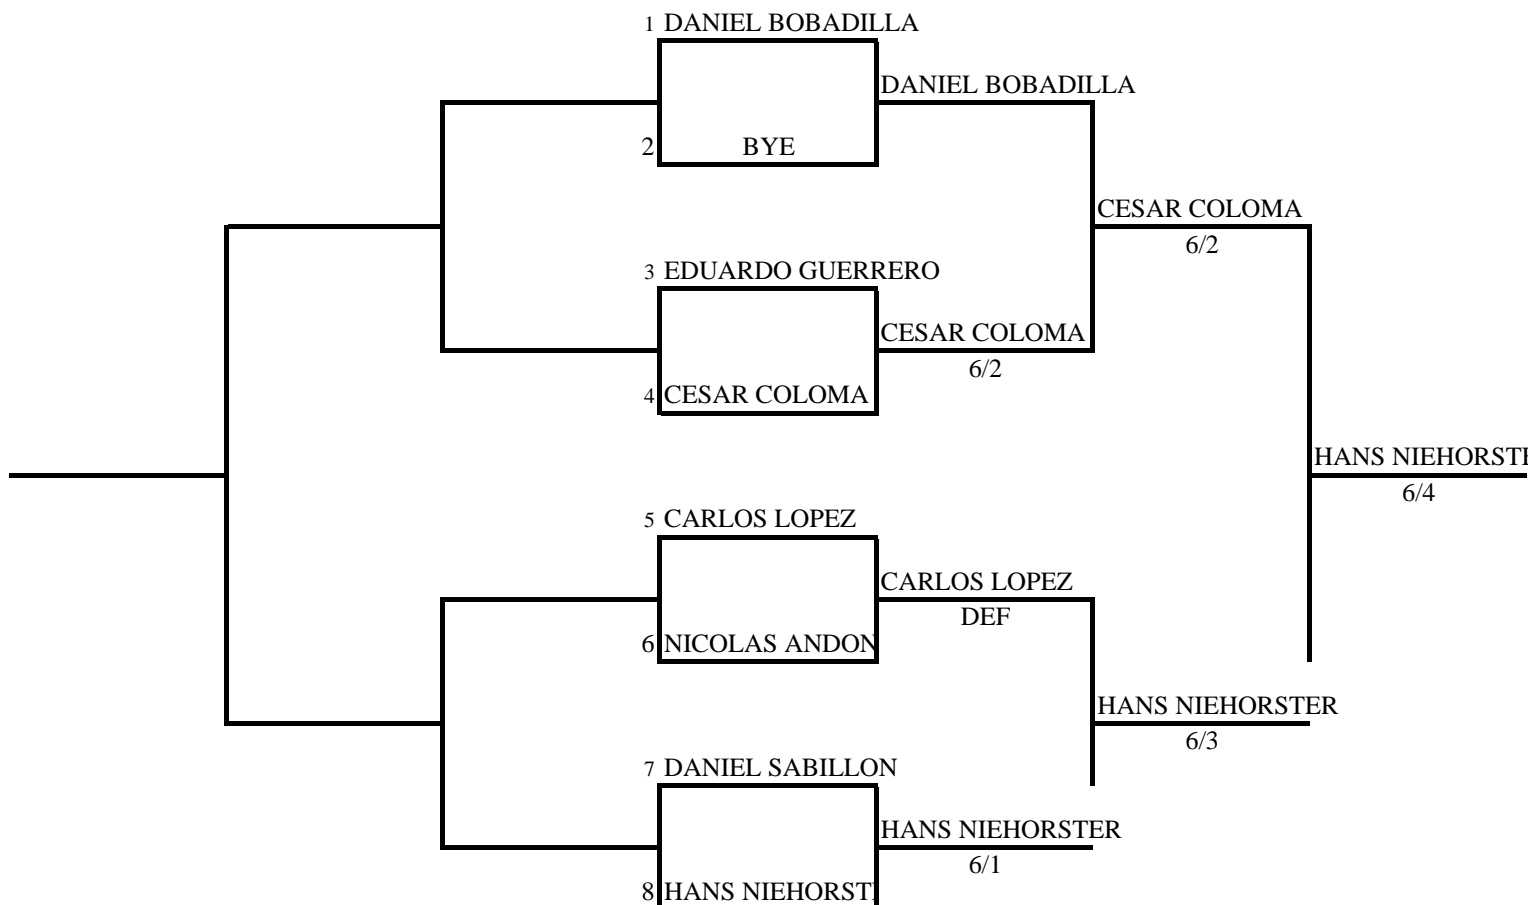 1 DANIEL BOBADILLA
DANIEL BOBADILLA
2 BYE
CESAR COLOMA
6/2
3 EDUARDO GUERRERO
CESAR COLOMA
6/2
4 CESAR COLOMA
HANS NIEHORSTE
6/4
5 CARLOS LOPEZ
CARLOS LOPEZ
DEF
6 NICOLAS ANDON
HANS NIEHORSTER
6/3
7 DANIEL SABILLON
HANS NIEHORSTER
6/1
8 HANS NIEHORST